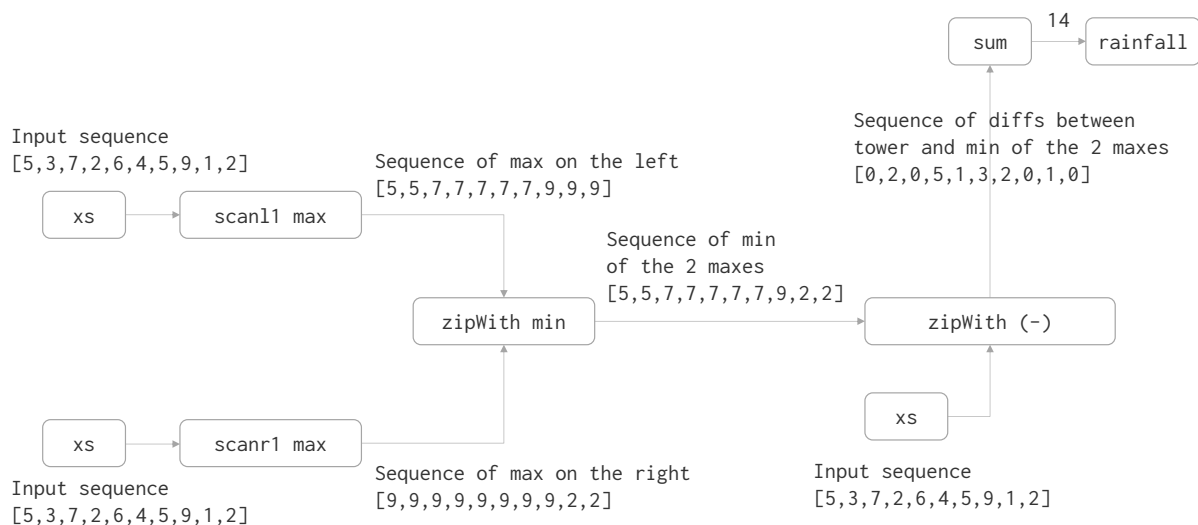 14
sum
rainfall
Sequence of diffs between
tower and min of the 2 maxes
[0,2,0,5,1,3,2,0,1,0]
Input sequence
[5,3,7,2,6,4,5,9,1,2]
xs
scanl1 max
Sequence of max on the left
[5,5,7,7,7,7,7,9,9,9]
Sequence of min
of the 2 maxes
[5,5,7,7,7,7,7,9,2,2]
zipWith min
zipWith (-)
xs
scanr1 max
xs
Input sequence
[5,3,7,2,6,4,5,9,1,2]
Sequence of max on the right
[9,9,9,9,9,9,9,9,2,2]
Input sequence
[5,3,7,2,6,4,5,9,1,2]